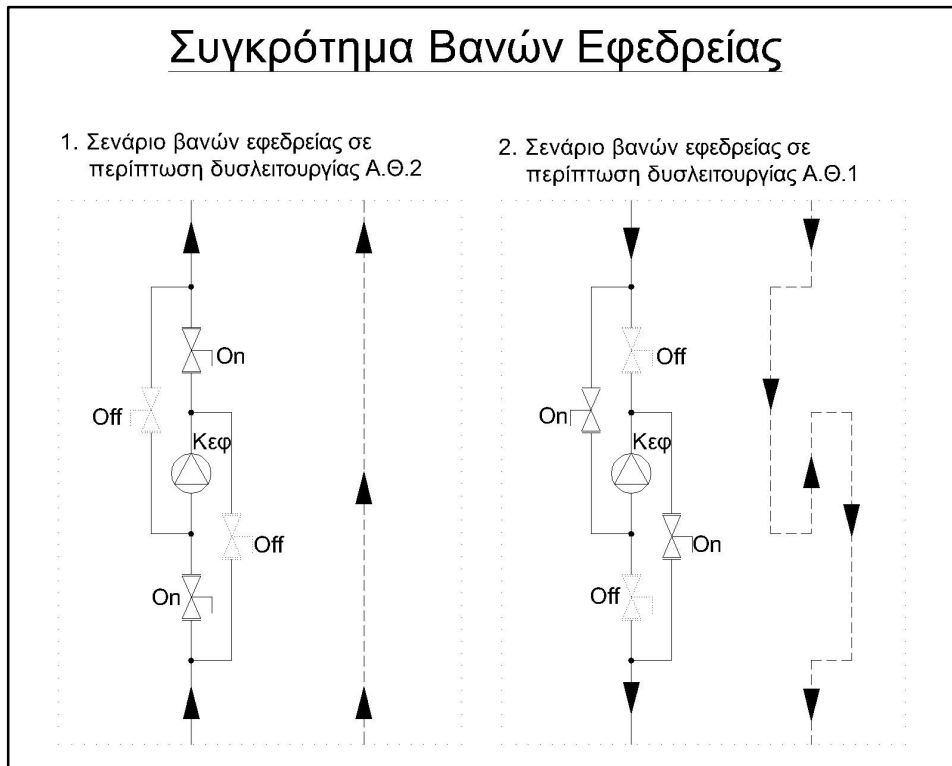 Συγκρότημα Βανών Εφεδρείας
1. Σενάριο βανών εφεδρείας σε
περίπτωση δυσλειτουργίας Α.Θ.2
2. Σενάριο βανών εφεδρείας σε
περίπτωση δυσλειτουργίας Α.Θ.1
On
Off
Κεφ
Off
On
Off
On
Κεφ
On
Off